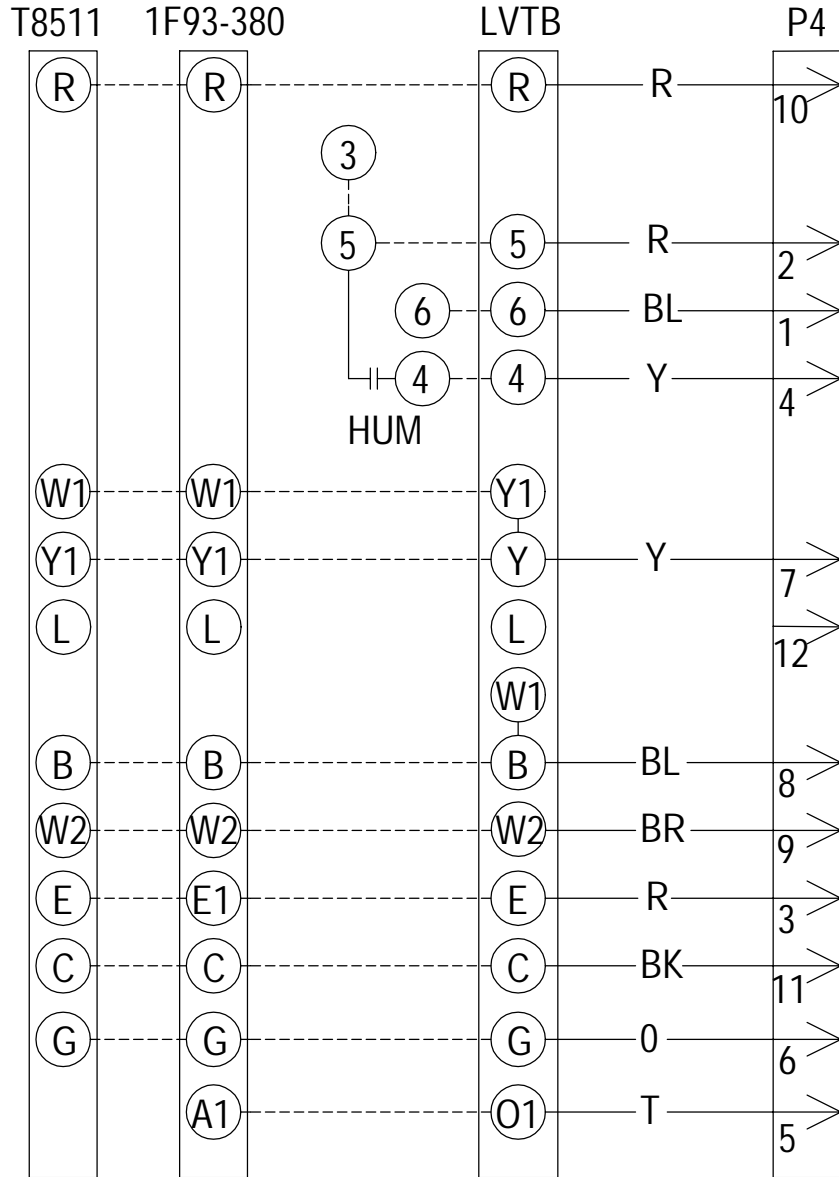 T8511 1F93-380 LVTB P4
R R R R 10
3
5 5 R 2
6 6 BL 1
4 4 Y 4
HUM
W1 W1 Y1
Y1 Y1 Y Y 7
L L L 12
W1
B B B BL 8
W2 W2 W2 BR 9
E E1 E R 3
C C C BK 11
G G G 0 6
A1 O1 T 5